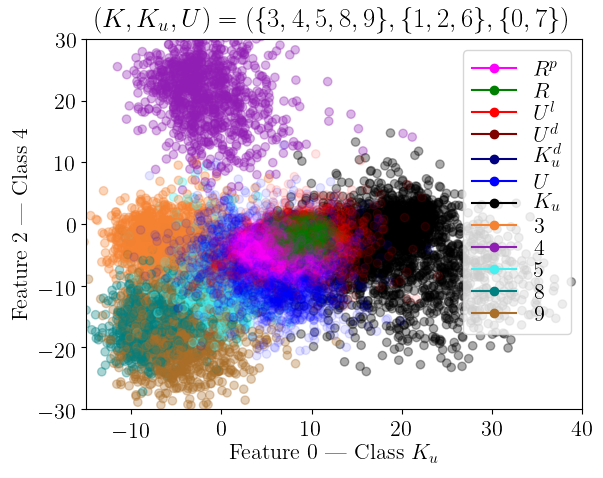 (K, K_u, U) = ({3, 4, 5, 8, 9}, {1, 2, 6}, {0, 7})
30
20
10
0
−10
−20
−30
Feature 2 — Class 4
R^p
R
U^l
U^d
K_u^d
U
K_u
3
4
5
8
9
−10
0
10
20
30
40
Feature 0 — Class K_u